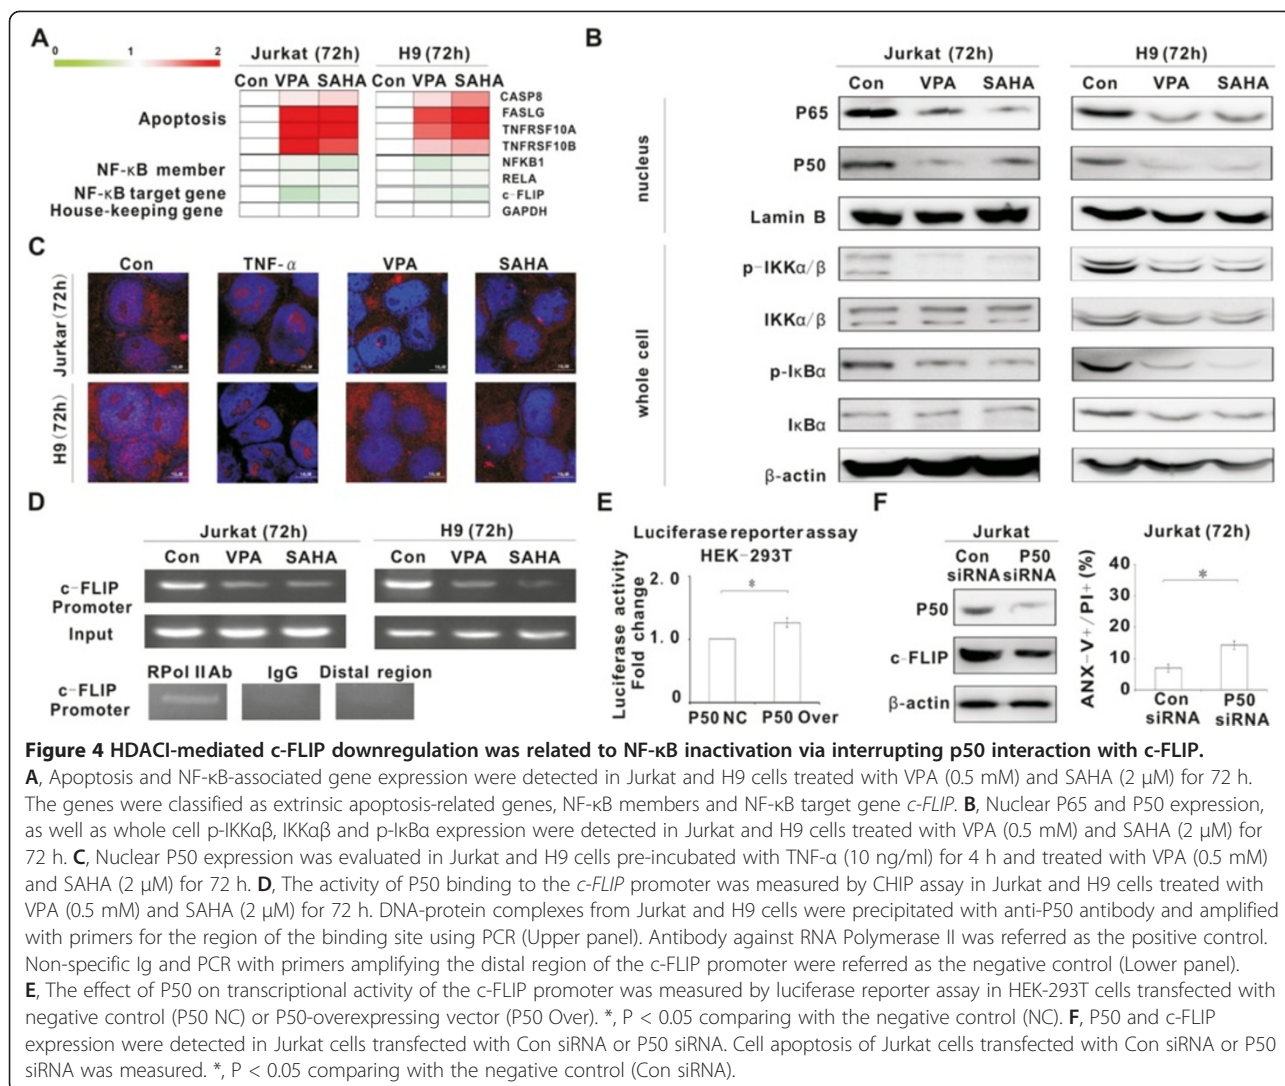 A
0 1 2
Jurkat (72h) H9 (72h)
Con VPA SAHA Con VPA SAHA
Apoptosis
NF-κB member
NF-κB target gene
House-keeping gene
CASP8
FASLG
TNFRSF10A
TNFRSF10B
NFKB1
RELA
c-FLIP
GAPDH
B
Jurkat (72h) H9 (72h)
Con VPA SAHA Con VPA SAHA
nucleus
P65
P50
Lamin B
whole cell
p-IKKα/β
IKKα/β
p-IκBα
IκBα
β-actin
C
Con TNF-α VPA SAHA
Jurkar (72h)
H9 (72h)
D
Jurkat (72h) H9 (72h)
Con VPA SAHA Con VPA SAHA
c-FLIP
Promoter
Input
RPol II Ab IgG Distal region
c-FLIP
Promoter
E
Luciferase reporter assay
HEK-293T
Luciferase activity
Fold change
2.0
1.0
0
*
P50 NC P50 Over
F
Jurkat
Con siRNA P50 siRNA
P50
c-FLIP
β-actin
Jurkat (72h)
ANX-V+/PI+ (%)
40
30
20
10
0
*
Con siRNA P50 siRNA
Figure 4 HDACI-mediated c-FLIP downregulation was related to NF-κB inactivation via interrupting p50 interaction with c-FLIP.
A, Apoptosis and NF-κB-associated gene expression were detected in Jurkat and H9 cells treated with VPA (0.5 mM) and SAHA (2 μM) for 72 h.
The genes were classified as extrinsic apoptosis-related genes, NF-κB members and NF-κB target gene c-FLIP. B, Nuclear P65 and P50 expression,
as well as whole cell p-IKKαβ, IKKαβ and p-IκBα expression were detected in Jurkat and H9 cells treated with VPA (0.5 mM) and SAHA (2 μM) for
72 h. C, Nuclear P50 expression was evaluated in Jurkat and H9 cells pre-incubated with TNF-α (10 ng/ml) for 4 h and treated with VPA (0.5 mM)
and SAHA (2 μM) for 72 h. D, The activity of P50 binding to the c-FLIP promoter was measured by CHIP assay in Jurkat and H9 cells treated with
VPA (0.5 mM) and SAHA (2 μM) for 72 h. DNA-protein complexes from Jurkat and H9 cells were precipitated with anti-P50 antibody and amplified
with primers for the region of the binding site using PCR (Upper panel). Antibody against RNA Polymerase II was referred as the positive control.
Non-specific Ig and PCR with primers amplifying the distal region of the c-FLIP promoter were referred as the negative control (Lower panel).
E, The effect of P50 on transcriptional activity of the c-FLIP promoter was measured by luciferase reporter assay in HEK-293T cells transfected with
negative control (P50 NC) or P50-overexpressing vector (P50 Over). *, P < 0.05 comparing with the negative control (NC). F, P50 and c-FLIP
expression were detected in Jurkat cells transfected with Con siRNA or P50 siRNA. Cell apoptosis of Jurkat cells transfected with Con siRNA or P50
siRNA was measured. *, P < 0.05 comparing with the negative control (Con siRNA).